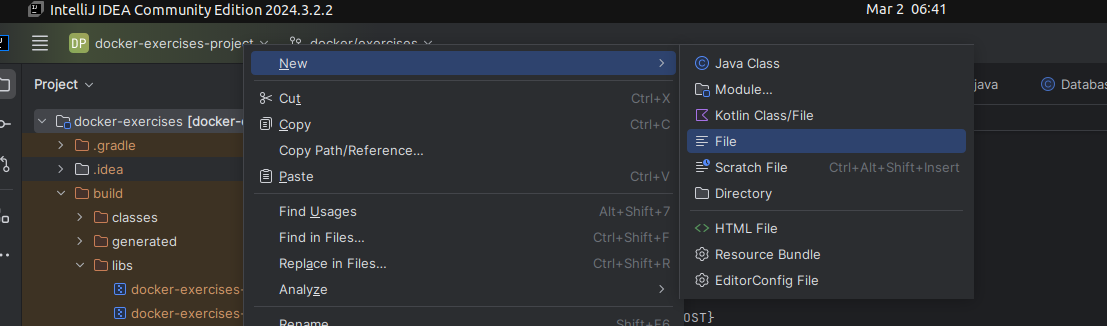 IntelliJ IDEA Community Edition 2024.3.2.2
Mar 2 06:41
DP docker-exercises-project
docker/exercises
Project
docker-exercises [docker-e
.gradle
.idea
build
classes
generated
libs
docker-exercises-
docker-exercises-
New
Cut Ctrl+X
Copy Ctrl+C
Copy Path/Reference...
Paste Ctrl+V
Find Usages Alt+Shift+7
Find in Files... Ctrl+Shift+F
Replace in Files... Ctrl+Shift+R
Analyze
Rename... Shift+F6
Java Class
Module...
Kotlin Class/File
File
Scratch File Ctrl+Alt+Shift+Insert
Directory
HTML File
Resource Bundle
EditorConfig File
java
Databa
OST}